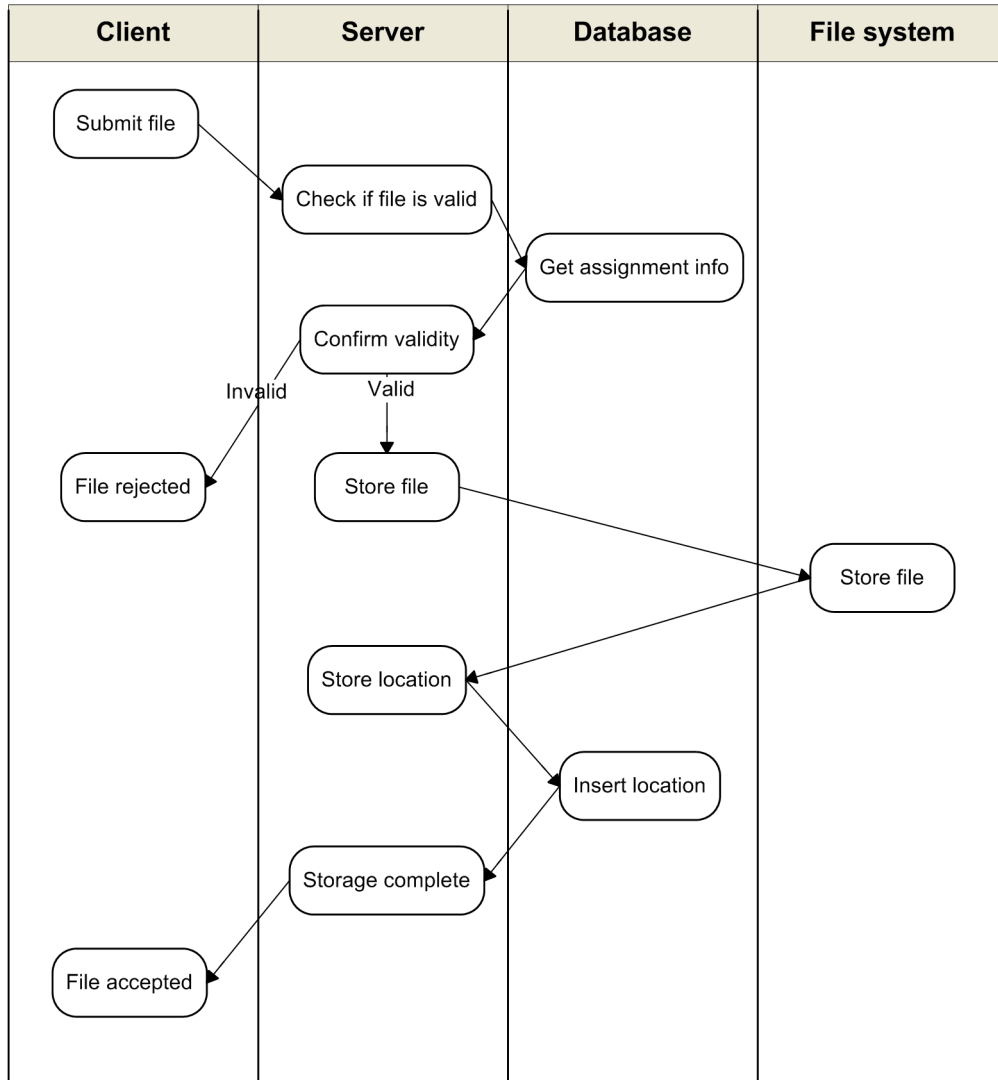 Client
Server
Database
File system
Submit file
Check if file is valid
Get assignment info
Confirm validity
Invalid
Valid
File rejected
Store file
Store file
Store location
Insert location
Storage complete
File accepted